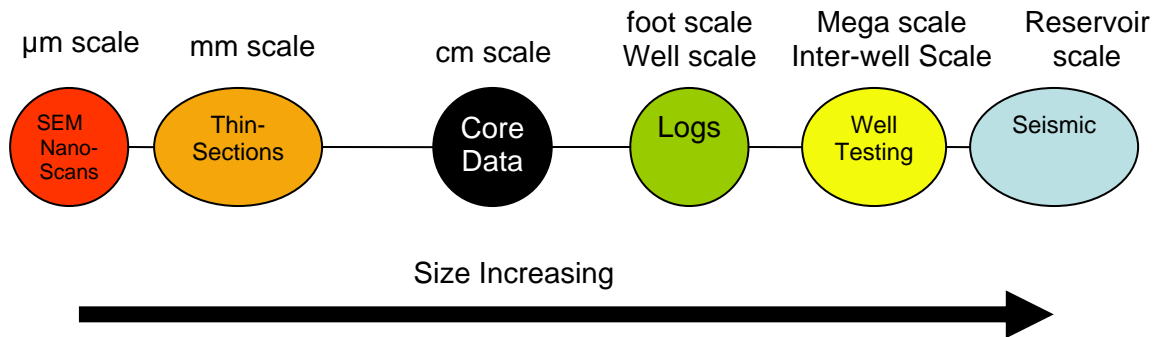 µm scale
mm scale
cm scale
foot scale
Well scale
Mega scale
Inter-well Scale
Reservoir
scale
SEM
Nano-
Scans
Thin-
Sections
Core
Data
Logs
Well
Testing
Seismic
Size Increasing